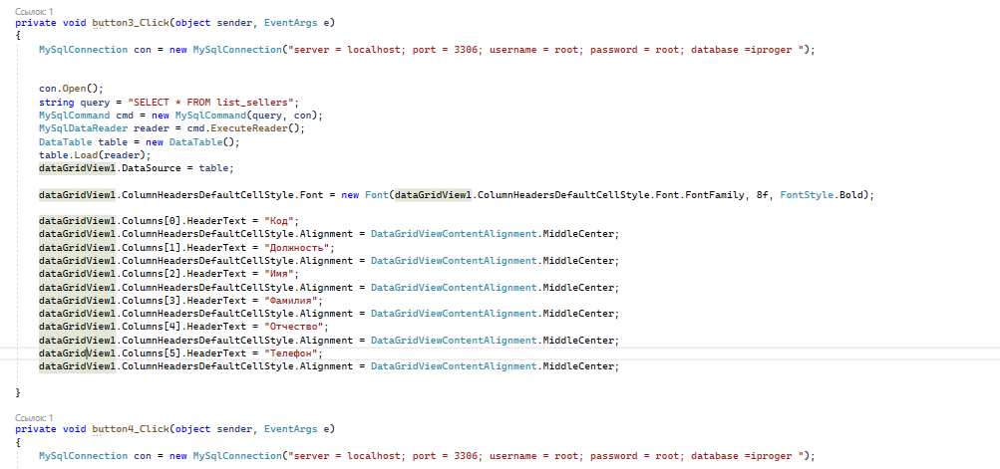 Ссылок: 1
private void button3_Click(object sender, EventArgs e)
{
MySqlConnection con = new MySqlConnection("server = localhost; port = 3306; username = root; password = root; database =iproger ");
con.Open();
string query = "SELECT * FROM list_sellers";
MySqlCommand cmd = new MySqlCommand(query, con);
MySqlDataReader reader = cmd.ExecuteReader();
DataTable table = new DataTable();
table.Load(reader);
dataGridView1.DataSource = table;
dataGridView1.ColumnHeadersDefaultCellStyle.Font = new Font(dataGridView1.ColumnHeadersDefaultCellStyle.Font.FontFamily, 8f, FontStyle.Bold);
dataGridView1.Columns[0].HeaderText = "Код";
dataGridView1.ColumnHeadersDefaultCellStyle.Alignment = DataGridViewContentAlignment.MiddleCenter;
dataGridView1.Columns[1].HeaderText = "Должность";
dataGridView1.ColumnHeadersDefaultCellStyle.Alignment = DataGridViewContentAlignment.MiddleCenter;
dataGridView1.Columns[2].HeaderText = "Имя";
dataGridView1.ColumnHeadersDefaultCellStyle.Alignment = DataGridViewContentAlignment.MiddleCenter;
dataGridView1.Columns[3].HeaderText = "Фамилия";
dataGridView1.ColumnHeadersDefaultCellStyle.Alignment = DataGridViewContentAlignment.MiddleCenter;
dataGridView1.Columns[4].HeaderText = "Отчество";
dataGridView1.ColumnHeadersDefaultCellStyle.Alignment = DataGridViewContentAlignment.MiddleCenter;
dataGridView1.Columns[5].HeaderText = "Телефон";
dataGridView1.ColumnHeadersDefaultCellStyle.Alignment = DataGridViewContentAlignment.MiddleCenter;
}
Ссылок: 1
private void button4_Click(object sender, EventArgs e)
{
MySqlConnection con = new MySqlConnection("server = localhost; port = 3306; username = root; password = root; database =iproger ");